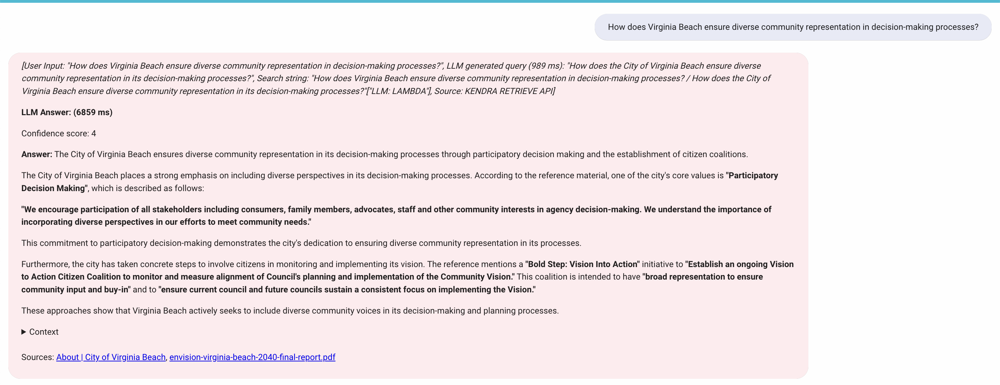 How does Virginia Beach ensure diverse community representation in decision-making processes?
[User Input: "How does Virginia Beach ensure diverse community representation in decision-making processes?", LLM generated query (989 ms): "How does the City of Virginia Beach ensure diverse
community representation in its decision-making processes?", Search string: "How does Virginia Beach ensure diverse community representation in decision-making processes? / How does the City of
Virginia Beach ensure diverse community representation in its decision-making processes?"["LLM: LAMBDA"], Source: KENDRA RETRIEVE API]
LLM Answer: (6859 ms)
Confidence score: 4
Answer: The City of Virginia Beach ensures diverse community representation in its decision-making processes through participatory decision making and the establishment of citizen coalitions.
The City of Virginia Beach places a strong emphasis on including diverse perspectives in its decision-making processes. According to the reference material, one of the city's core values is "Participatory
Decision Making", which is described as follows:
"We encourage participation of all stakeholders including consumers, family members, advocates, staff and other community interests in agency decision-making. We understand the importance of
incorporating diverse perspectives in our efforts to meet community needs."
This commitment to participatory decision-making demonstrates the city's dedication to ensuring diverse community representation in its processes.
Furthermore, the city has taken concrete steps to involve citizens in monitoring and implementing its vision. The reference mentions a "Bold Step: Vision Into Action" initiative to "Establish an ongoing Vision
to Action Citizen Coalition to monitor and measure alignment of Council's planning and implementation of the Community Vision." This coalition is intended to have "broad representation to ensure
community input and buy-in" and to "ensure current council and future councils sustain a consistent focus on implementing the Vision."
These approaches show that Virginia Beach actively seeks to include diverse community voices in its decision-making and planning processes.
▶ Context
Sources: About | City of Virginia Beach, envision-virginia-beach-2040-final-report.pdf